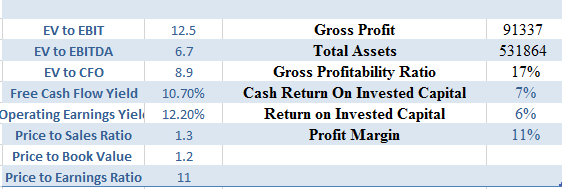 EV to EBIT 12.5 Gross Profit 91337
EV to EBITDA 6.7 Total Assets 531864
EV to CFO 8.9 Gross Profitability Ratio 17%
Free Cash Flow Yield 10.70% Cash Return On Invested Capital 7%
Operating Earnings Yiel 12.20% Return on Invested Capital 6%
Price to Sales Ratio 1.3 Profit Margin 11%
Price to Book Value 1.2
Price to Earnings Ratio 11